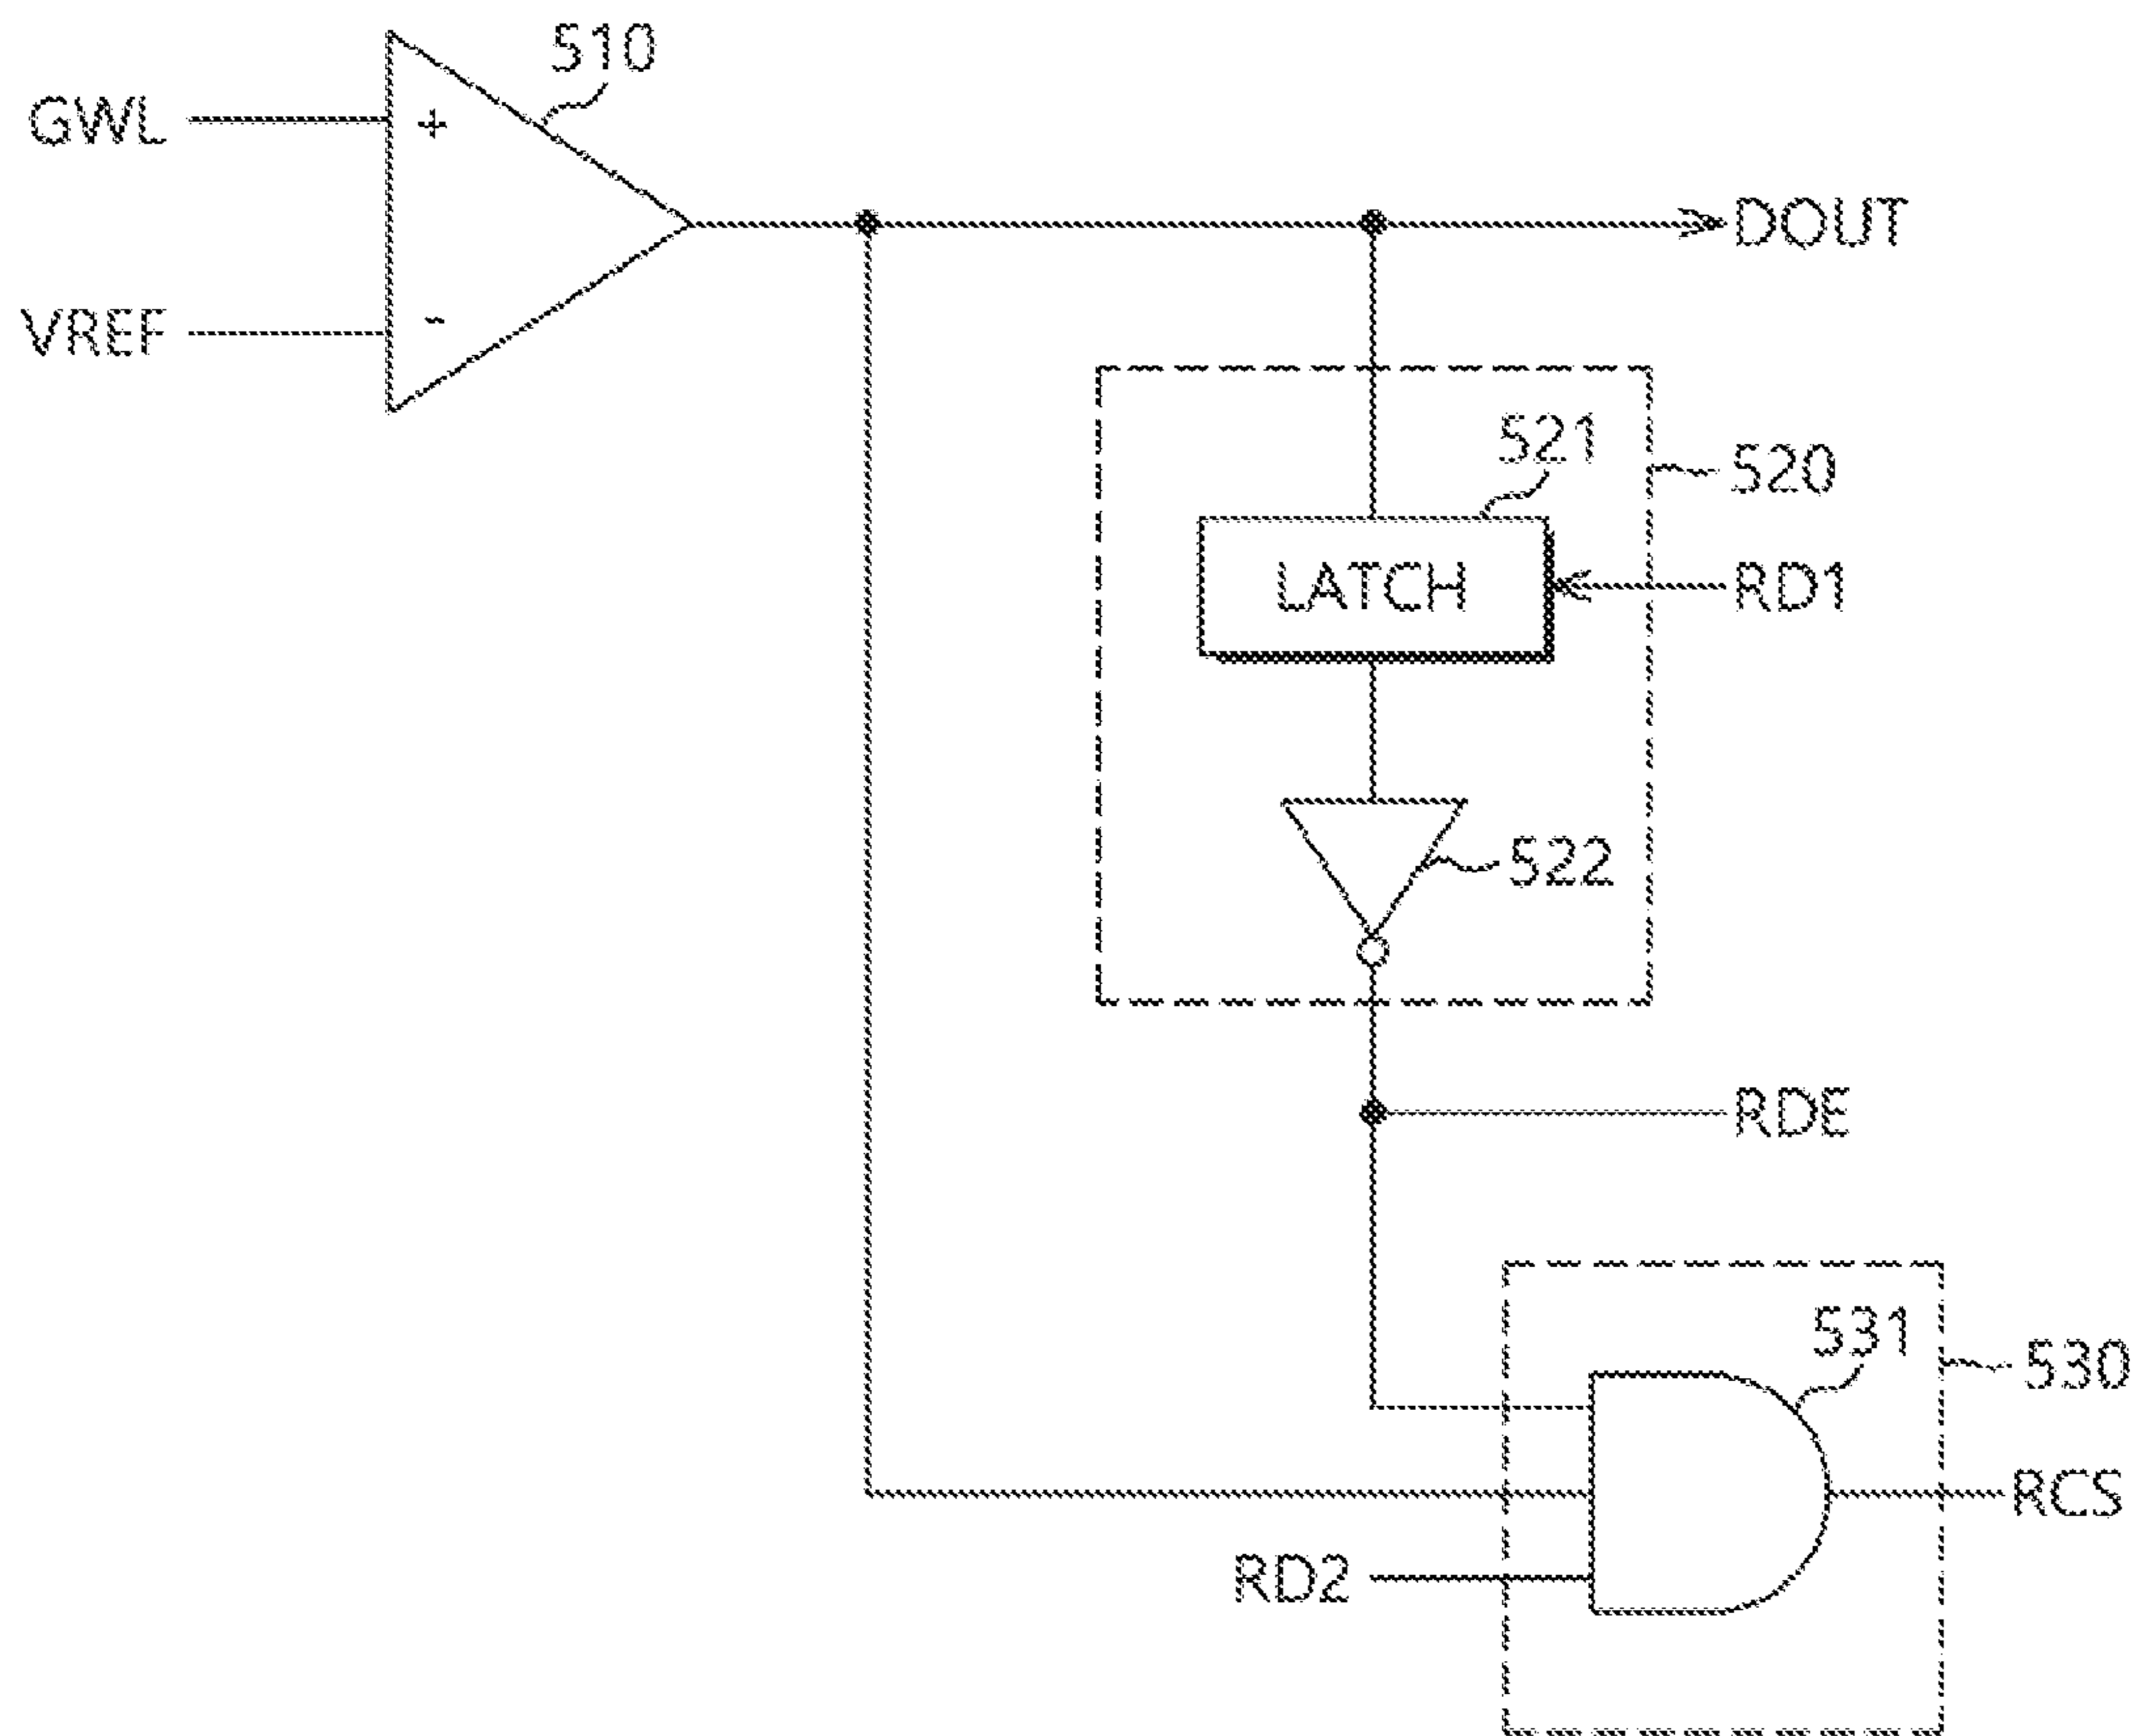 510
GWL
+
DOUT
VREF
-
521
520
LATCH
RD1
522
RDE
531
530
RCS
RD2